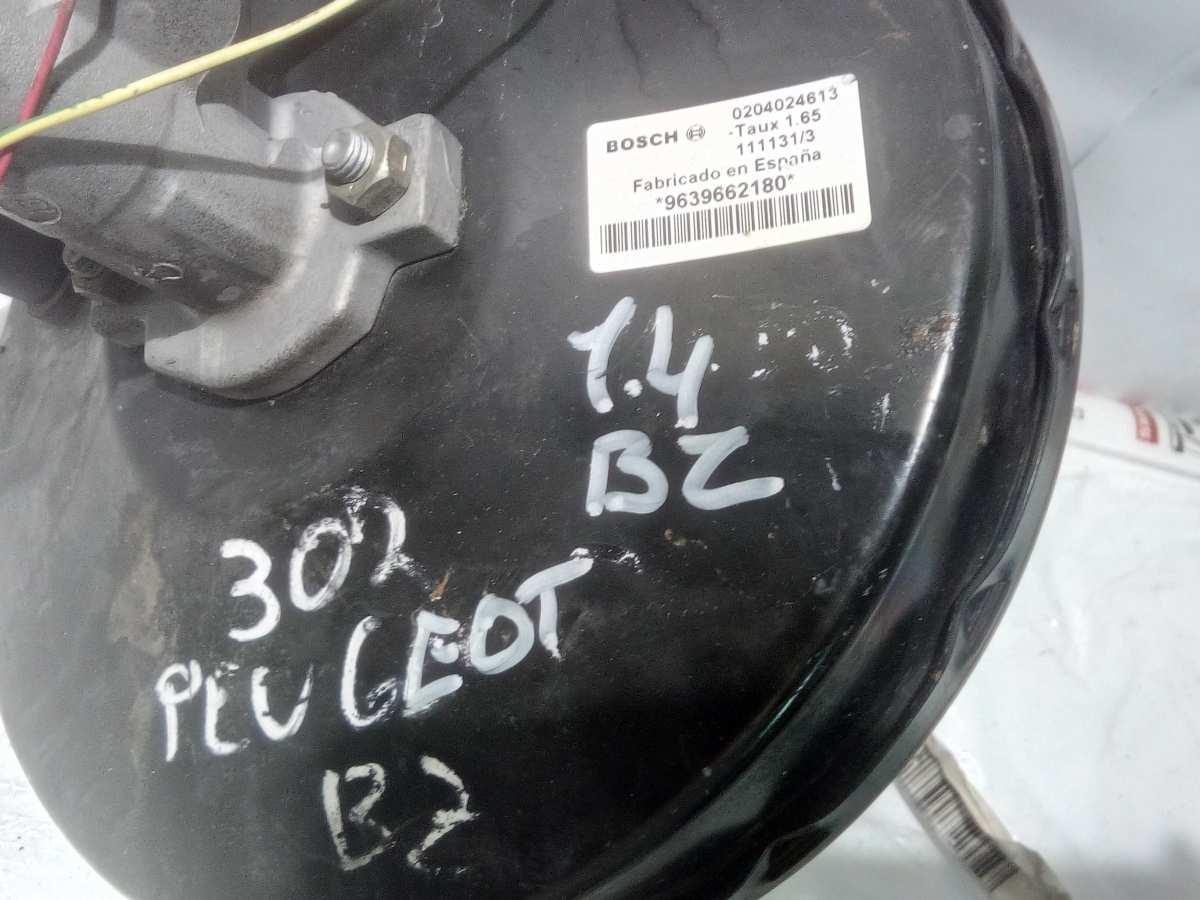 BOSCH 0204024613
-Taux 1.65
111131/3
Fabricado en España
*9639662180*
1.4
BZ
307
PEUGEOT
BZ